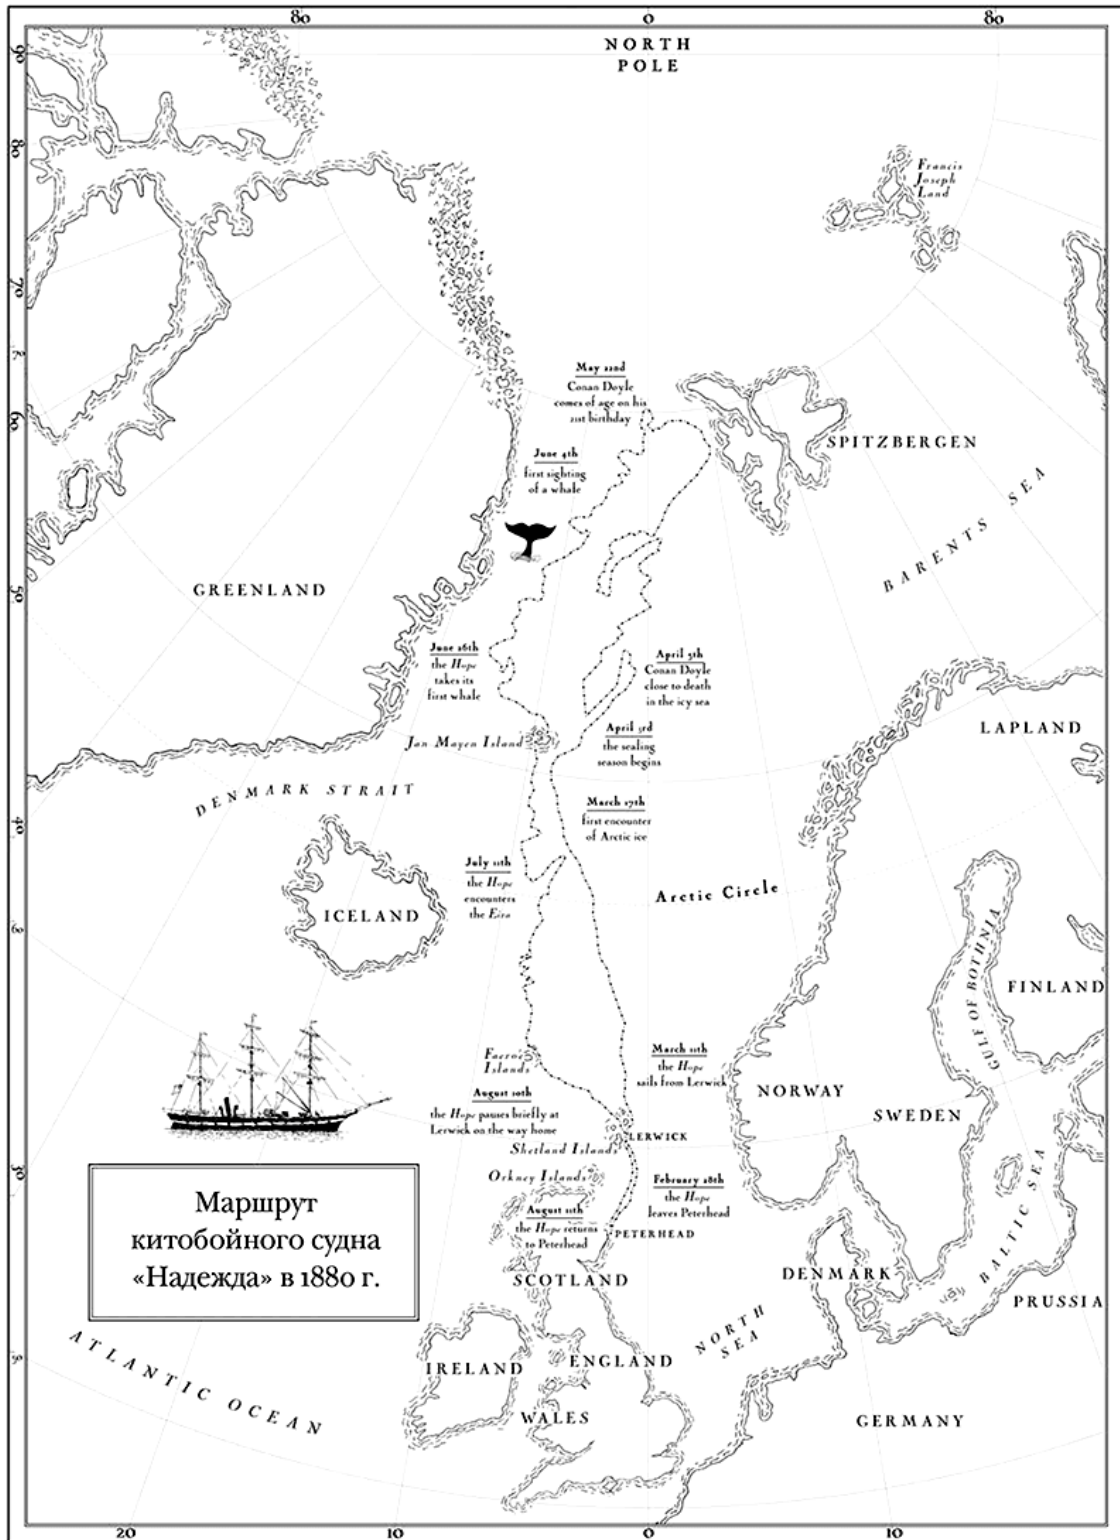 80 0 80
NORTH
POLE
90
80
70
60
50
40
30
Francis
Joseph
Land
May 22nd
Conan Doyle
comes of age on his
21st birthday
SPITZBERGEN
June 4th
first sighting
of a whale
BARENTS SEA
GREENLAND
June 26th
the Hope
takes its
first whale
April 5th
Conan Doyle
close to death
in the icy sea
LAPLAND
Jan Mayen Island
April 3rd
the sealing
season begins
DENMARK STRAIT
March 17th
first encounter
of Arctic ice
July 11th
the Hope
encounters
the Eira
Arctic Circle
ICELAND
GULF OF BOTHNIA
FINLAND
Faeroe
Islands
March 11th
the Hope
sails from Lerwick
NORWAY
SWEDEN
August 10th
the Hope pauses briefly at
Lerwick on the way home
LERWICK
Shetland Islands
Orkney Islands
February 28th
the Hope
leaves Peterhead
BALTIC SEA
August 11th
the Hope returns
to Peterhead
PETERHEAD
Маршрут
китобойного судна
«Надежда» в 1880 г.
SCOTLAND
DENMARK
PRUSSIA
NORTH
SEA
ATLANTIC OCEAN
IRELAND
ENGLAND
WALES
GERMANY
20 10 0 10